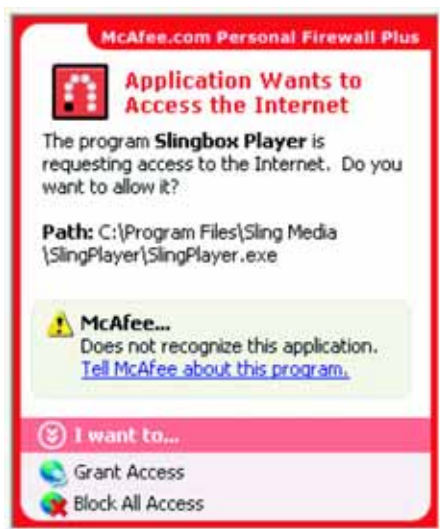 McAfee.com Personal Firewall Plus
Application Wants to
Access the Internet
The program Slingbox Player is
requesting access to the Internet. Do you
want to allow it?
Path: C:\Program Files\Sling Media
\SlingPlayer\SlingPlayer.exe
McAfee...
Does not recognize this application.
Tell McAfee about this program.
I want to...
Grant Access
Block All Access